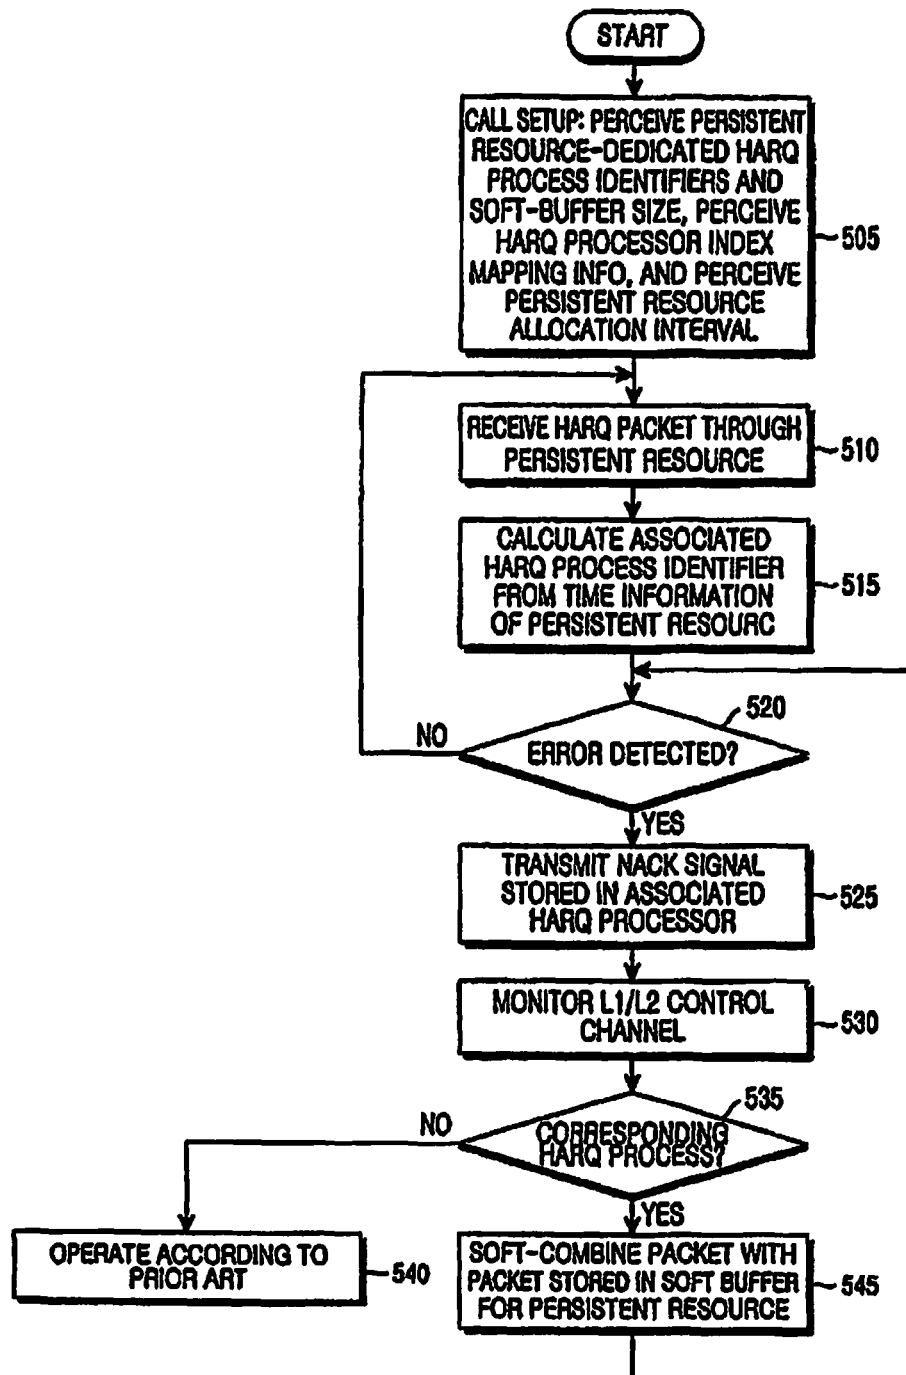 START
CALL SETUP: PERCEIVE PERSISTENT
RESOURCE-DEDICATED HARQ
PROCESS IDENTIFIERS AND
SOFT-BUFFER SIZE, PERCEIVE
HARQ PROCESSOR INDEX
MAPPING INFO, AND PERCEIVE
PERSISTENT RESOURCE
ALLOCATION INTERVAL
505
RECEIVE HARQ PACKET THROUGH
PERSISTENT RESOURCE
510
CALCULATE ASSOCIATED
HARQ PROCESS IDENTIFIER
FROM TIME INFORMATION
OF PERSISTENT RESOURC
515
520
NO
ERROR DETECTED?
YES
TRANSMIT NACK SIGNAL
STORED IN ASSOCIATED
HARQ PROCESSOR
525
MONITOR L1/L2 CONTROL
CHANNEL
530
535
NO
CORRESPONDING
HARQ PROCESS?
YES
OPERATE ACCORDING TO
PRIOR ART
540
SOFT-COMBINE PACKET WITH
PACKET STORED IN SOFT BUFFER
FOR PERSISTENT RESOURCE
545